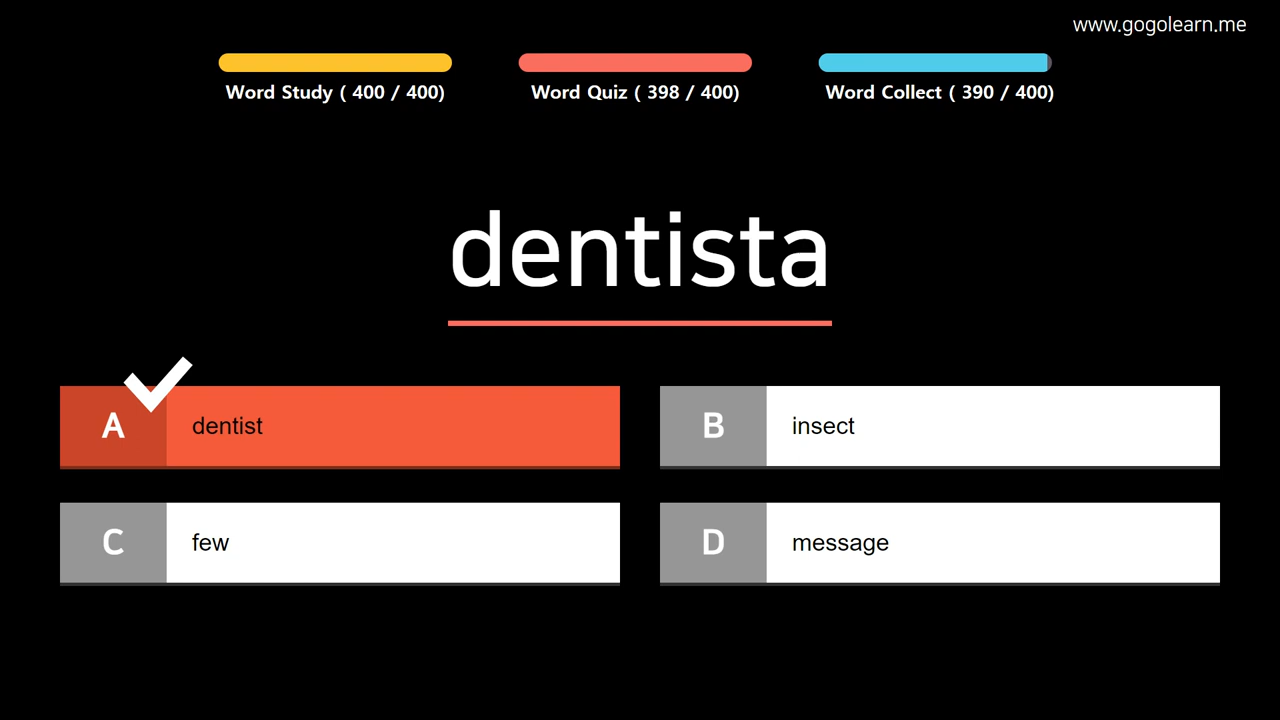 www.gogolearn.me
Word Study ( 400 / 400)
Word Quiz ( 398 / 400)
Word Collect ( 390 / 400)
dentista
A dentist
B insect
C few
D message